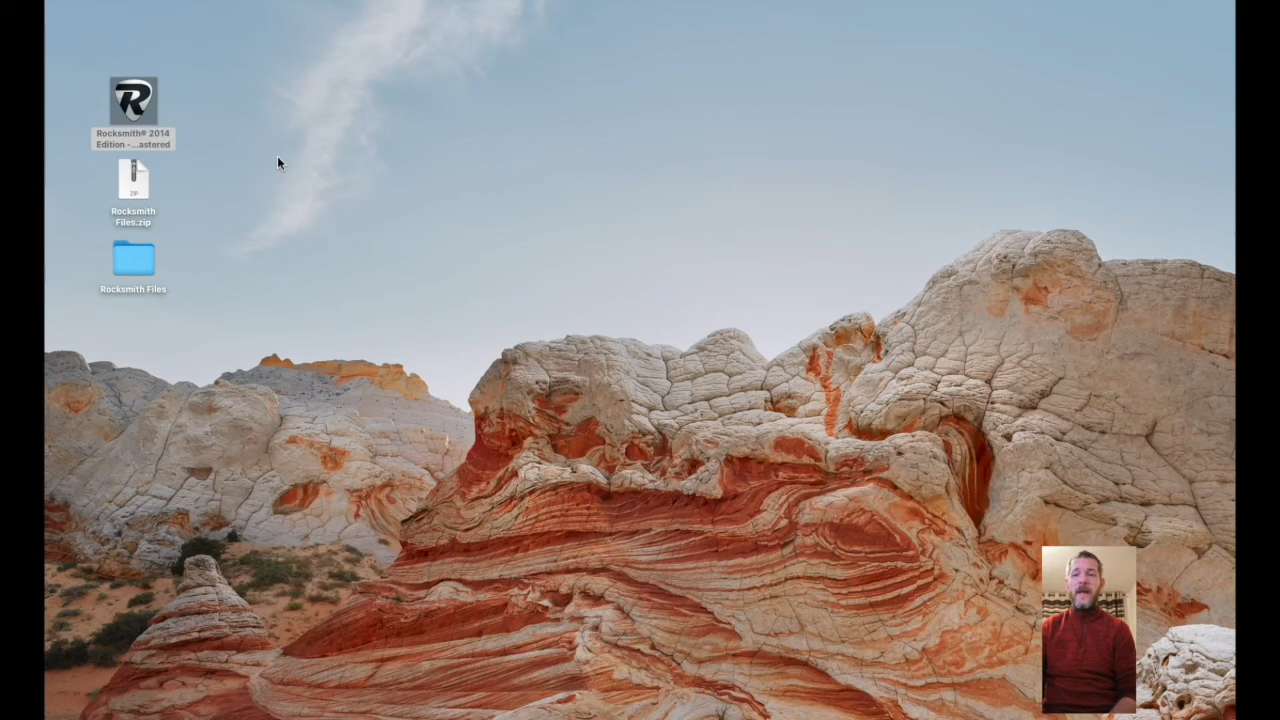 Rocksmith® 2014
Edition -...astered
ZIP
Rocksmith
Files.zip
Rocksmith Files